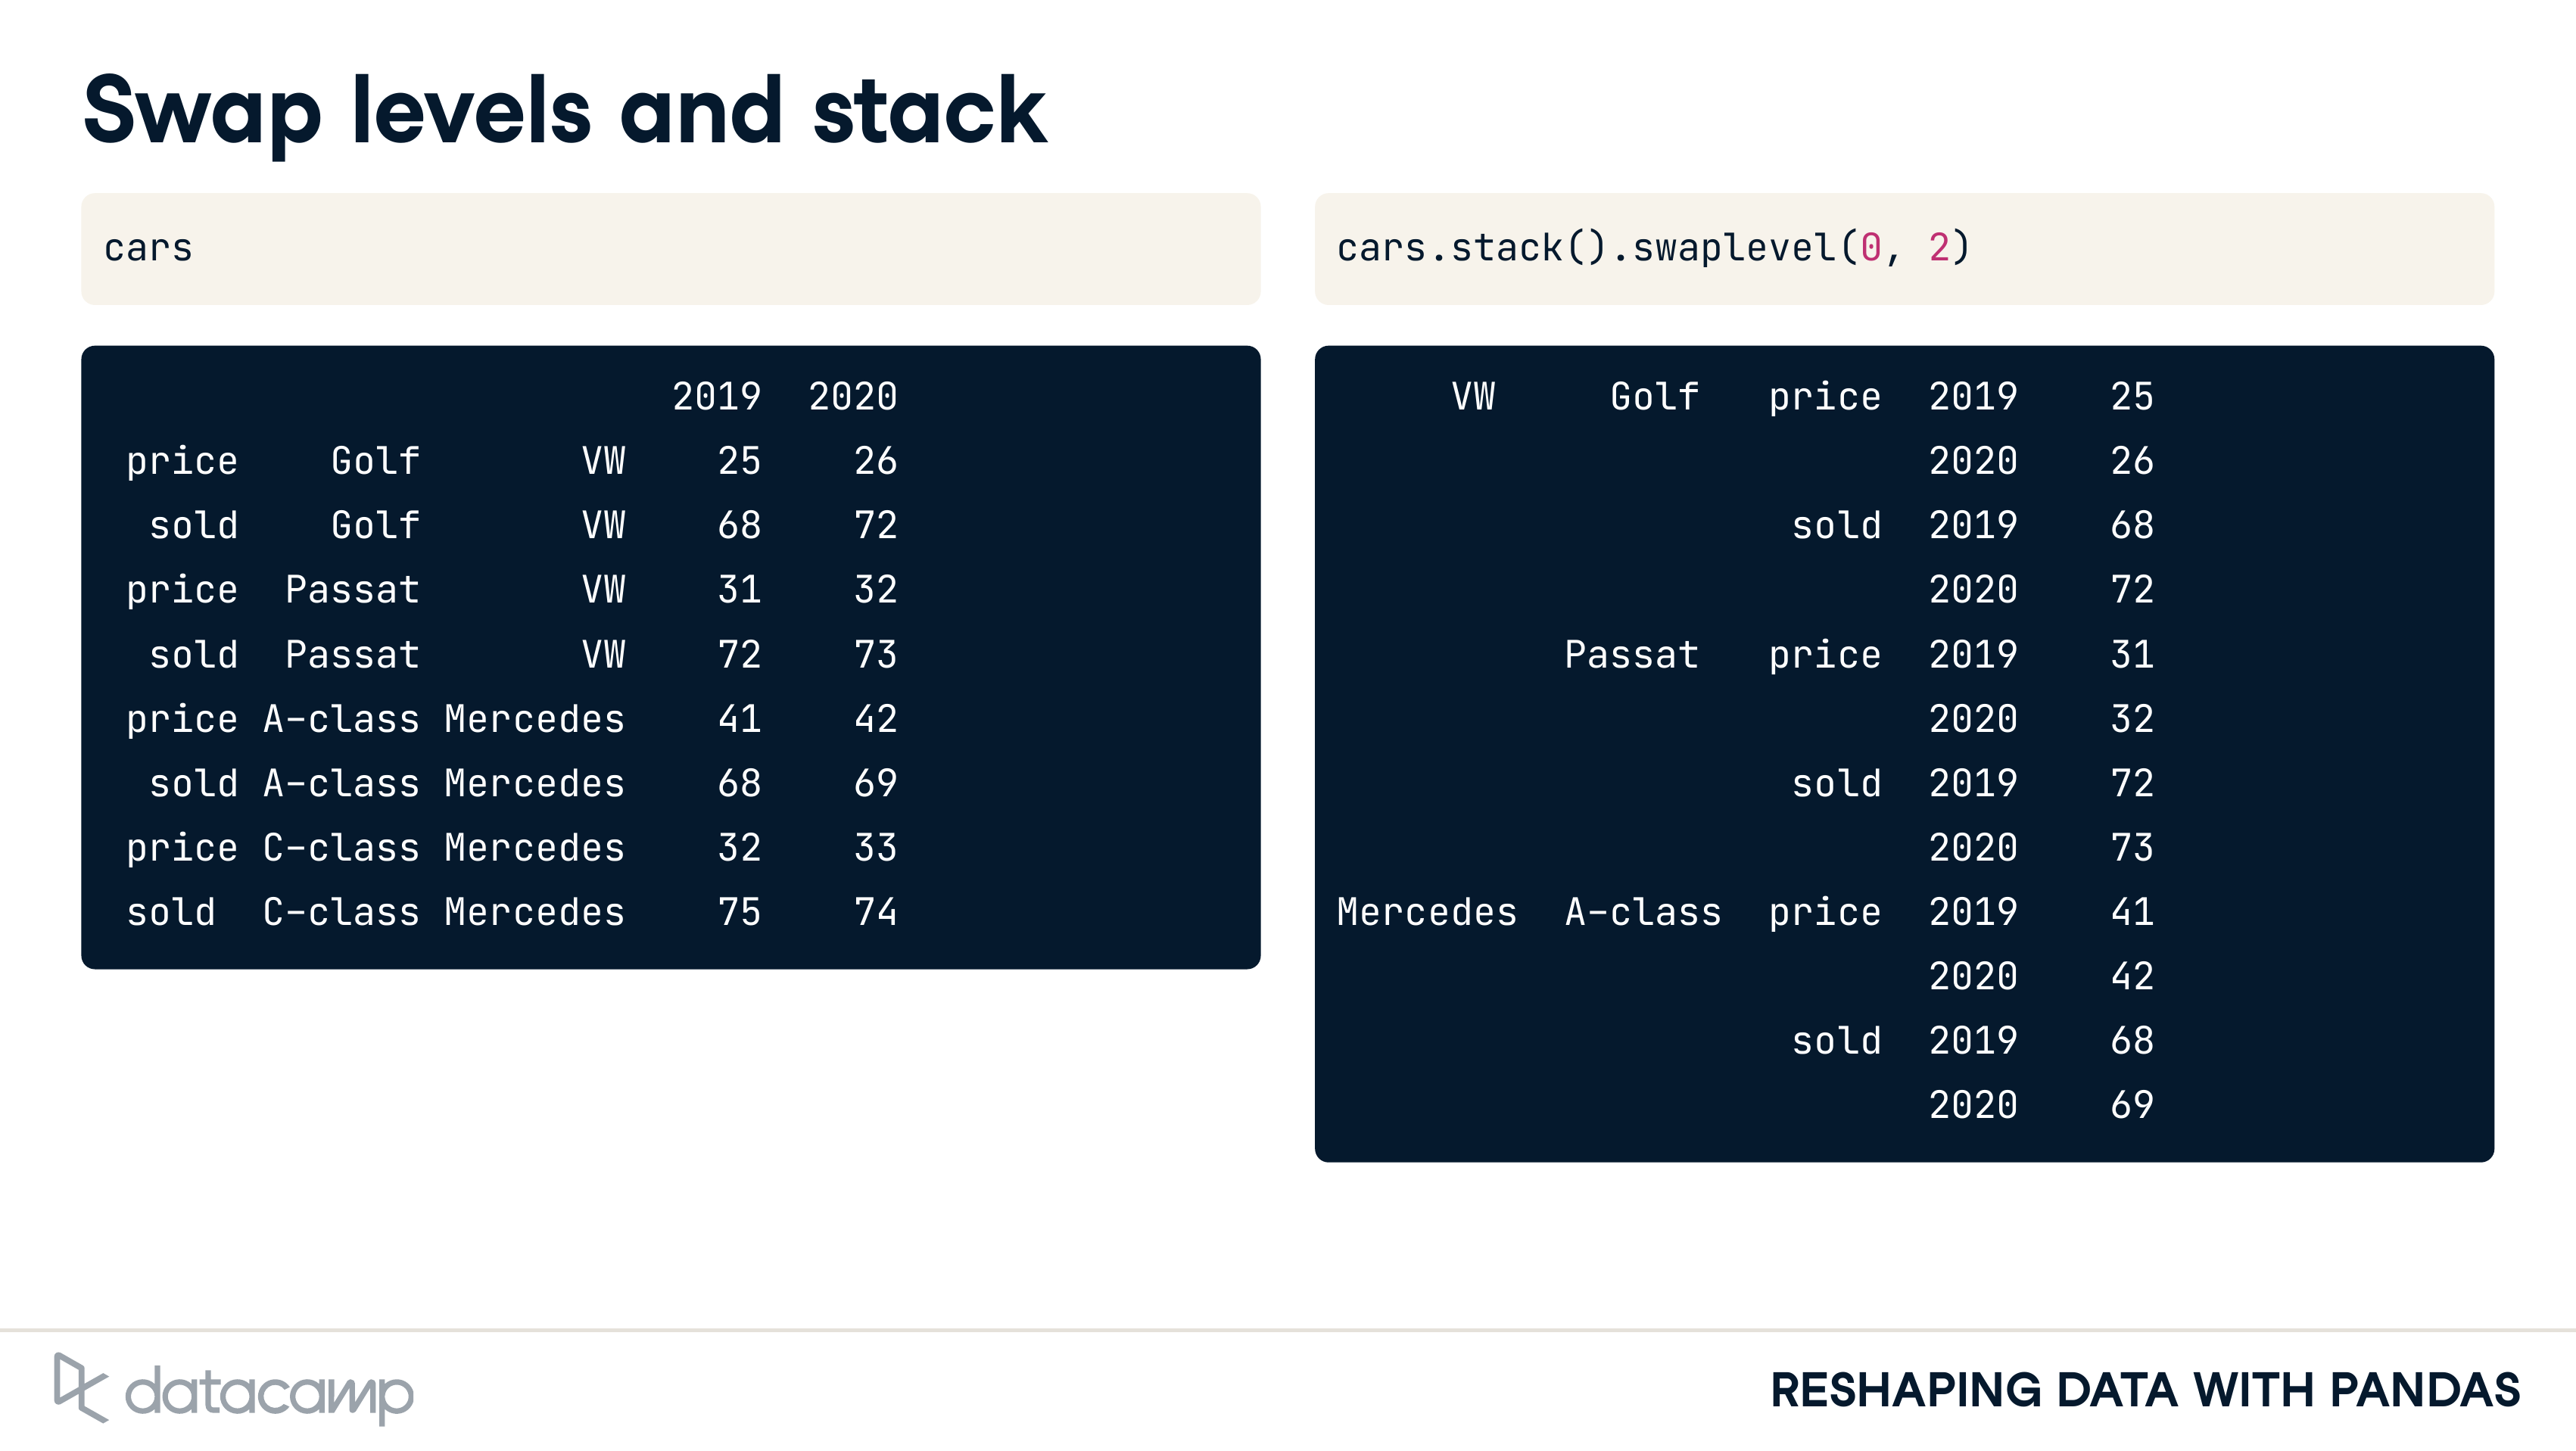 Swap levels and stack
cars
2019 2020
price Golf VW 25 26
sold Golf VW 68 72
price Passat VW 31 32
sold Passat VW 72 73
price A-class Mercedes 41 42
sold A-class Mercedes 68 69
price C-class Mercedes 32 33
sold C-class Mercedes 75 74
cars.stack().swaplevel(0, 2)
VW Golf price 2019 25
2020 26
sold 2019 68
2020 72
Passat price 2019 31
2020 32
sold 2019 72
2020 73
Mercedes A-class price 2019 41
2020 42
sold 2019 68
2020 69
datacamp
RESHAPING DATA WITH PANDAS